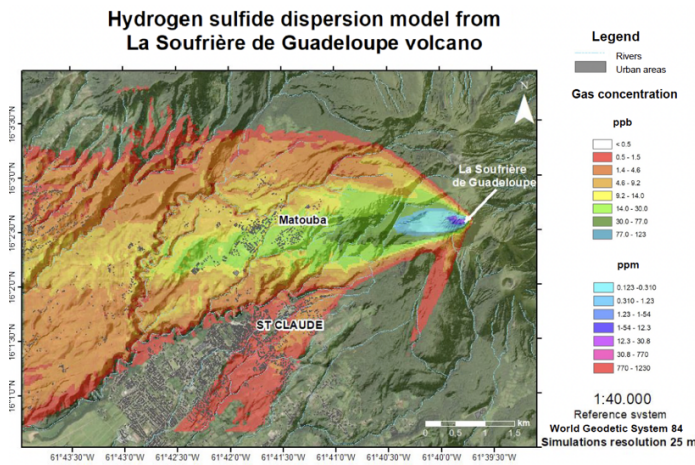 Hydrogen sulfide dispersion model from
La Soufrière de Guadeloupe volcano
Legend
Rivers
Urban areas
Gas concentration
ppb
< 0.5
0.5 - 1.5
1.4 - 4.6
4.6 - 9.2
9.2 - 14.0
14.0 - 30.0
30.0 - 77.0
77.0 - 123
ppm
0.123 -0.310
0.310 - 1.23
1.23 - 1-54
1-54 - 12.3
12.3 - 30.8
30.8 - 770
770 - 1230
1:40.000
Reference system
World Geodetic System 84
Simulations resolution 25 m
N
La Soufrière
de Guadeloupe
Matouba
ST CLAUDE
16°3'30"N
16°3'0"N
16°2'30"N
16°2'0"N
16°1'30"N
16°1'0"N
0 0.5 1 km
61°43'30"W 61°43'0"W 61°42'30"W 61°42'0"W 61°41'30"W 61°41'0"W 61°40'30"W 61°40'0"W 61°39'30"W